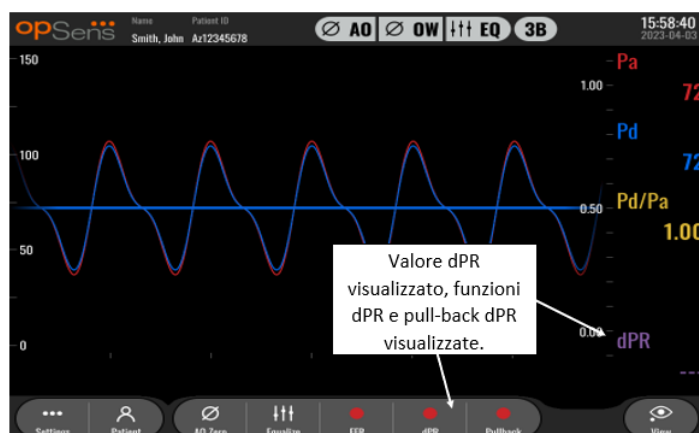 opSens
Name Patient ID
Smith, John Az12345678
AO OW EQ 3B
15:58:40
2023-04-03
150
100
50
0
1.00
0.50
0.00
Pa
72
Pd
72
Pd/Pa
1.00
dPR
---
Valore dPR
visualizzato, funzioni
dPR e pull-back dPR
visualizzate.
Settings Patient AO Zero Equalize FFR dPR Pullback View